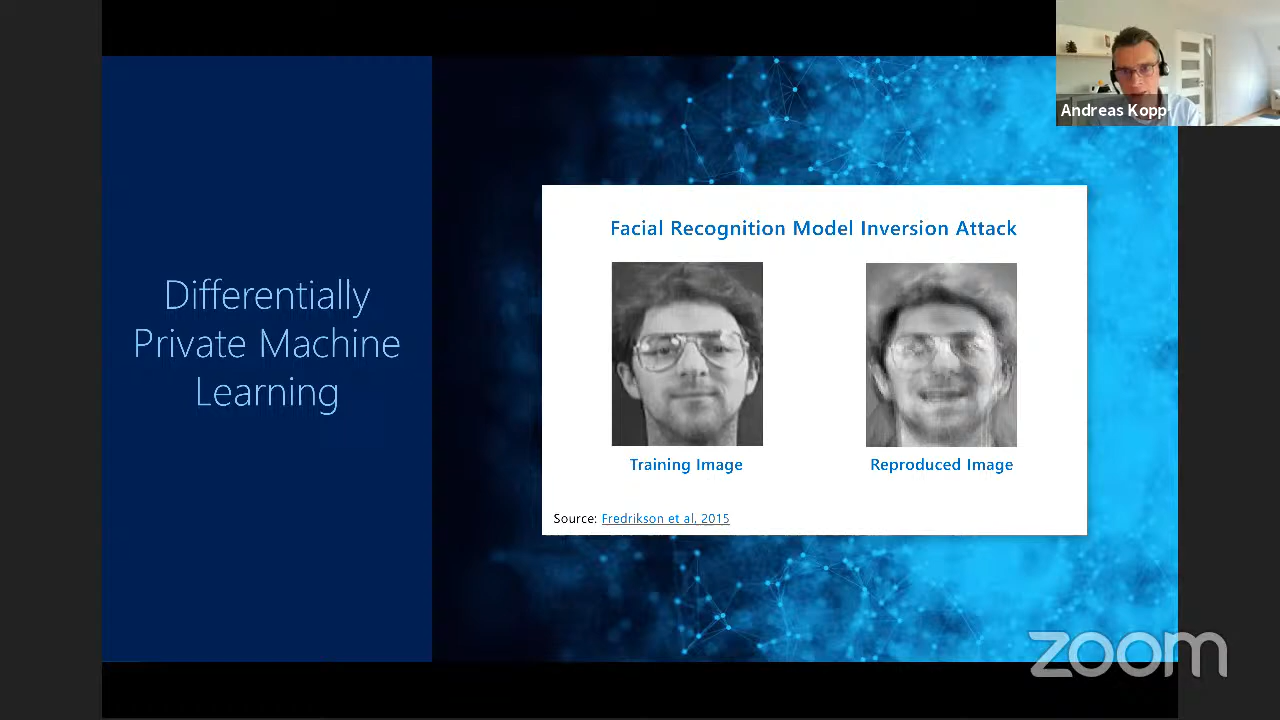 Andreas Kopp
Differentially
Private Machine
Learning
Facial Recognition Model Inversion Attack
Training Image
Reproduced Image
Source: Fredrikson et al, 2015
zoom